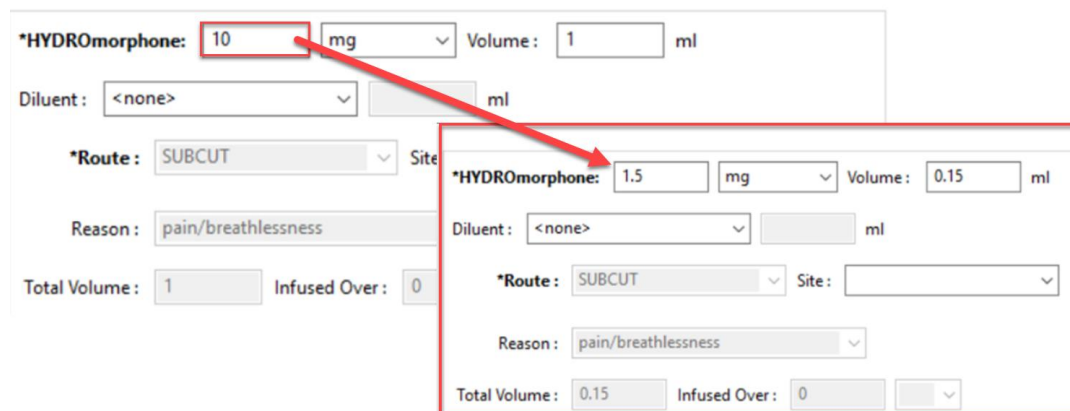 *HYDROmorphone: 10 mg Volume : 1 ml
Diluent : <none> ml
*Route : SUBCUT Site
Reason : pain/breathlessness
Total Volume : 1 Infused Over : 0
*HYDROmorphone: 1.5 mg Volume : 0.15 ml
Diluent : <none> ml
*Route : SUBCUT Site :
Reason : pain/breathlessness
Total Volume : 0.15 Infused Over : 0